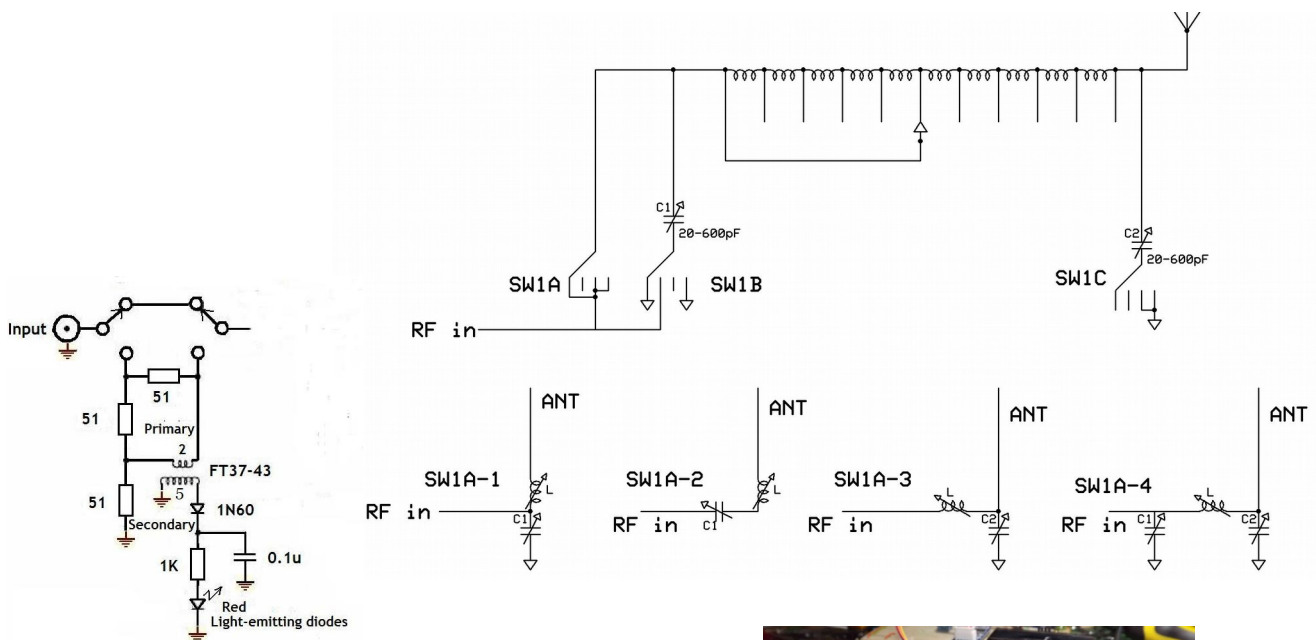 C1
20-600pF
C2
20-600pF
SW1A
SW1B
SW1C
RF in
Input
51
51
Primary
2
FT37-43
5
51
1N60
Secondary
0.1u
1K
Red
Light-emitting diodes
ANT
SW1A-1
L
RF in
C1
ANT
SW1A-2
L
RF in
C1
ANT
SW1A-3
L
RF in
C2
ANT
SW1A-4
L
RF in
C1
C2